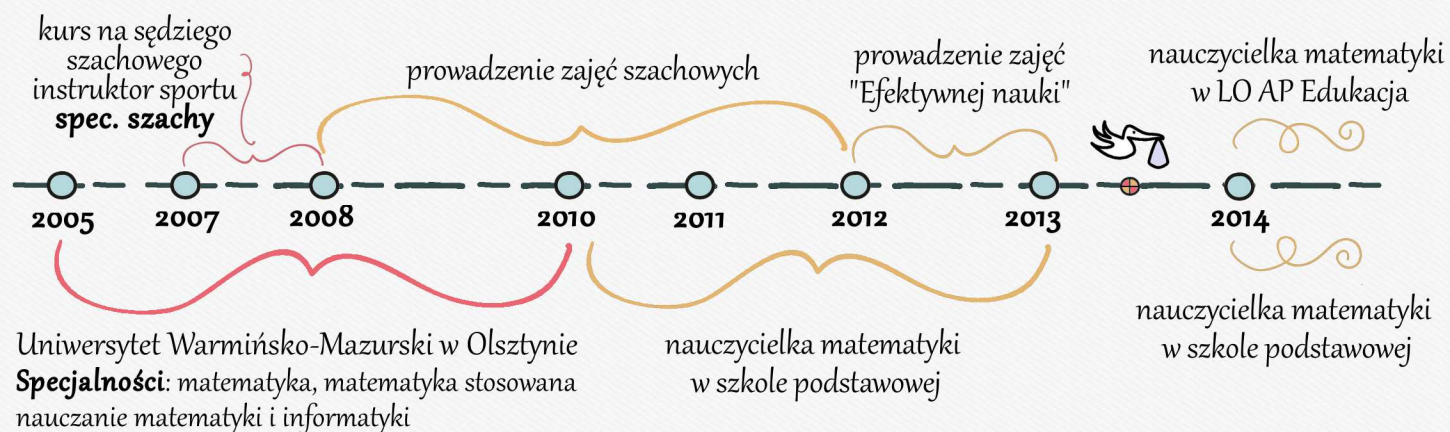 kurs na sędziego
szachowego
instruktor sportu
spec. szachy
prowadzenie zajęć szachowych
prowadzenie zajęć
"Efektywnej nauki"
nauczycielka matematyki
w LO AP Edukacja
2005
2007
2008
2010
2011
2012
2013
2014
Uniwersytet Warmińsko-Mazurski w Olsztynie
Specjalności: matematyka, matematyka stosowana
nauczanie matematyki i informatyki
nauczycielka matematyki
w szkole podstawowej
nauczycielka matematyki
w szkole podstawowej